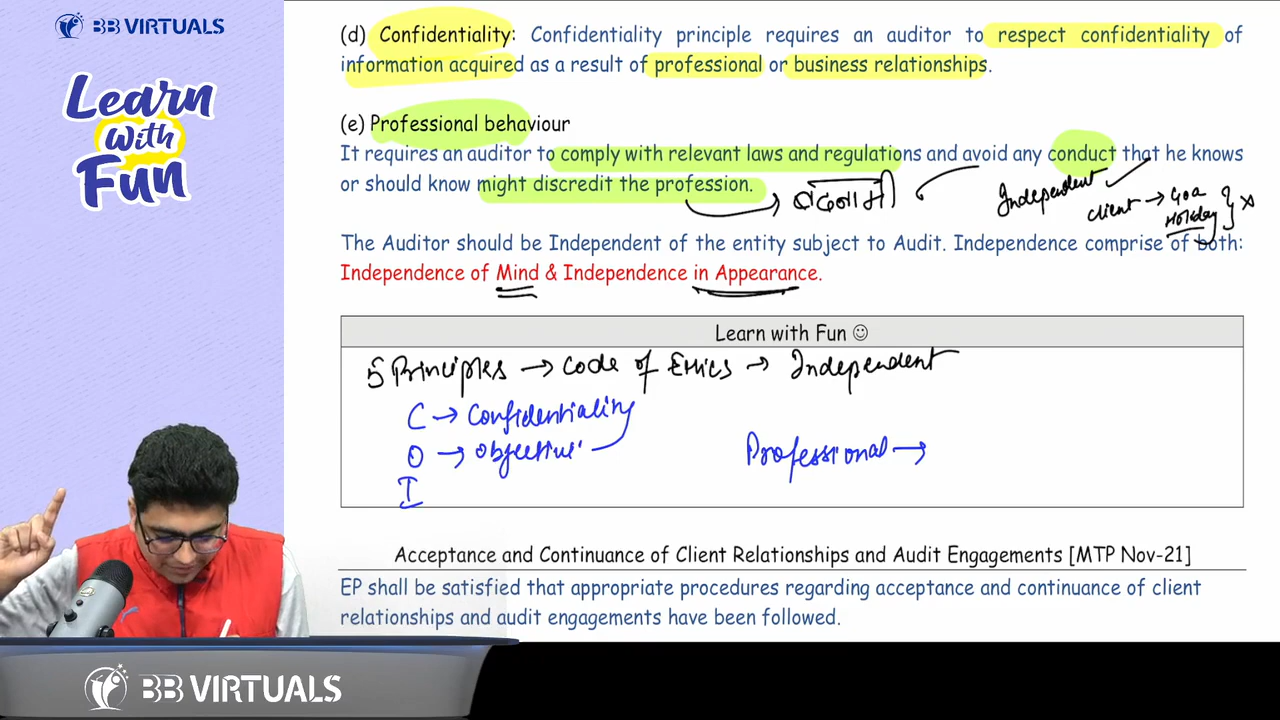 BB VIRTUALS
Learn
with
Fun
(d) Confidentiality: Confidentiality principle requires an auditor to respect confidentiality of
information acquired as a result of professional or business relationships.
(e) Professional behaviour
It requires an auditor to comply with relevant laws and regulations and avoid any conduct that he knows
or should know might discredit the profession.
बदनामी
Independent
client → Goa
Holiday
The Auditor should be Independent of the entity subject to Audit. Independence comprise of both:
Independence of Mind & Independence in Appearance.
Learn with Fun ☺
5 Principles → Code of Ethics → Independent
C → Confidentiality
O → Objective
Professional →
I
Acceptance and Continuance of Client Relationships and Audit Engagements [MTP Nov-21]
EP shall be satisfied that appropriate procedures regarding acceptance and continuance of client
relationships and audit engagements have been followed.
BB VIRTUALS